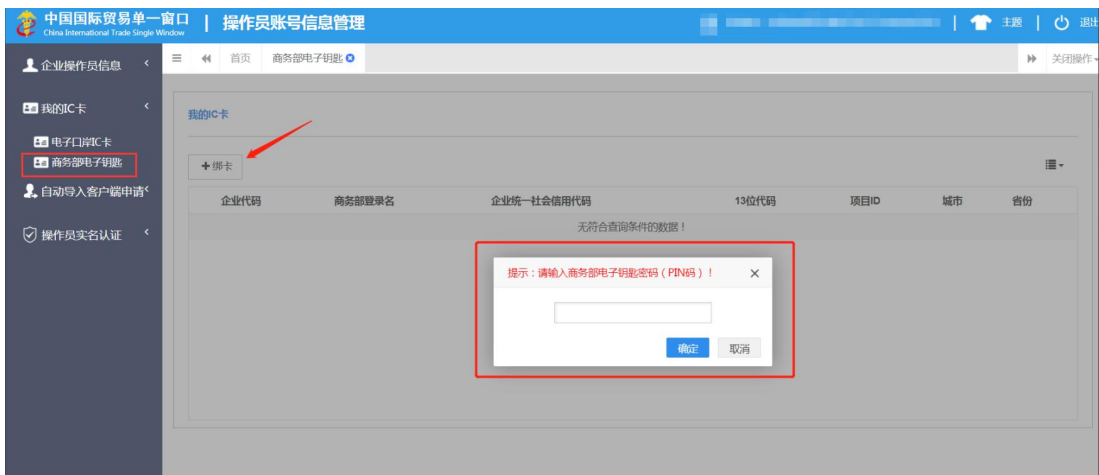 中国国际贸易单一窗口 | 操作员账号信息管理 | 主题 | 退出
China International Trade Single Window
企业操作员信息
首页 商务部电子钥匙 关闭操作
我的IC卡
我的IC卡
电子口岸IC卡
商务部电子钥匙
+绑卡
自动导入客户端申请
企业代码 商务部登录名 企业统一社会信用代码 13位代码 项目ID 城市 省份
无符合查询条件的数据！
操作员实名认证
提示：请输入商务部电子钥匙密码（PIN码）！
确定 取消